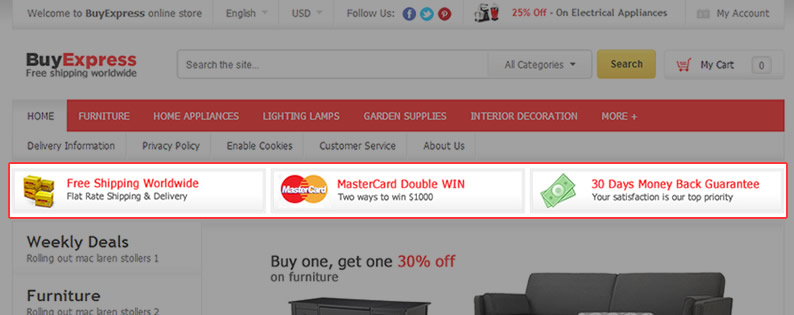 Welcome to BuyExpress online store English USD Follow Us: 25% Off - On Electrical Appliances My Account
BuyExpress
Free shipping worldwide
Search the site... All Categories Search My Cart 0
HOME FURNITURE HOME APPLIANCES LIGHTING LAMPS GARDEN SUPPLIES INTERIOR DECORATION MORE +
Delivery Information Privacy Policy Enable Cookies Customer Service About Us
Free Shipping Worldwide
Flat Rate Shipping & Delivery
MasterCard
MasterCard Double WIN
Two ways to win $1000
30 Days Money Back Guarantee
Your satisfaction is our top priority
Weekly Deals
Rolling out mac laren stollers 1
Furniture
Rolling out mac laren stollers 2
Buy one, get one 30% off
on furniture